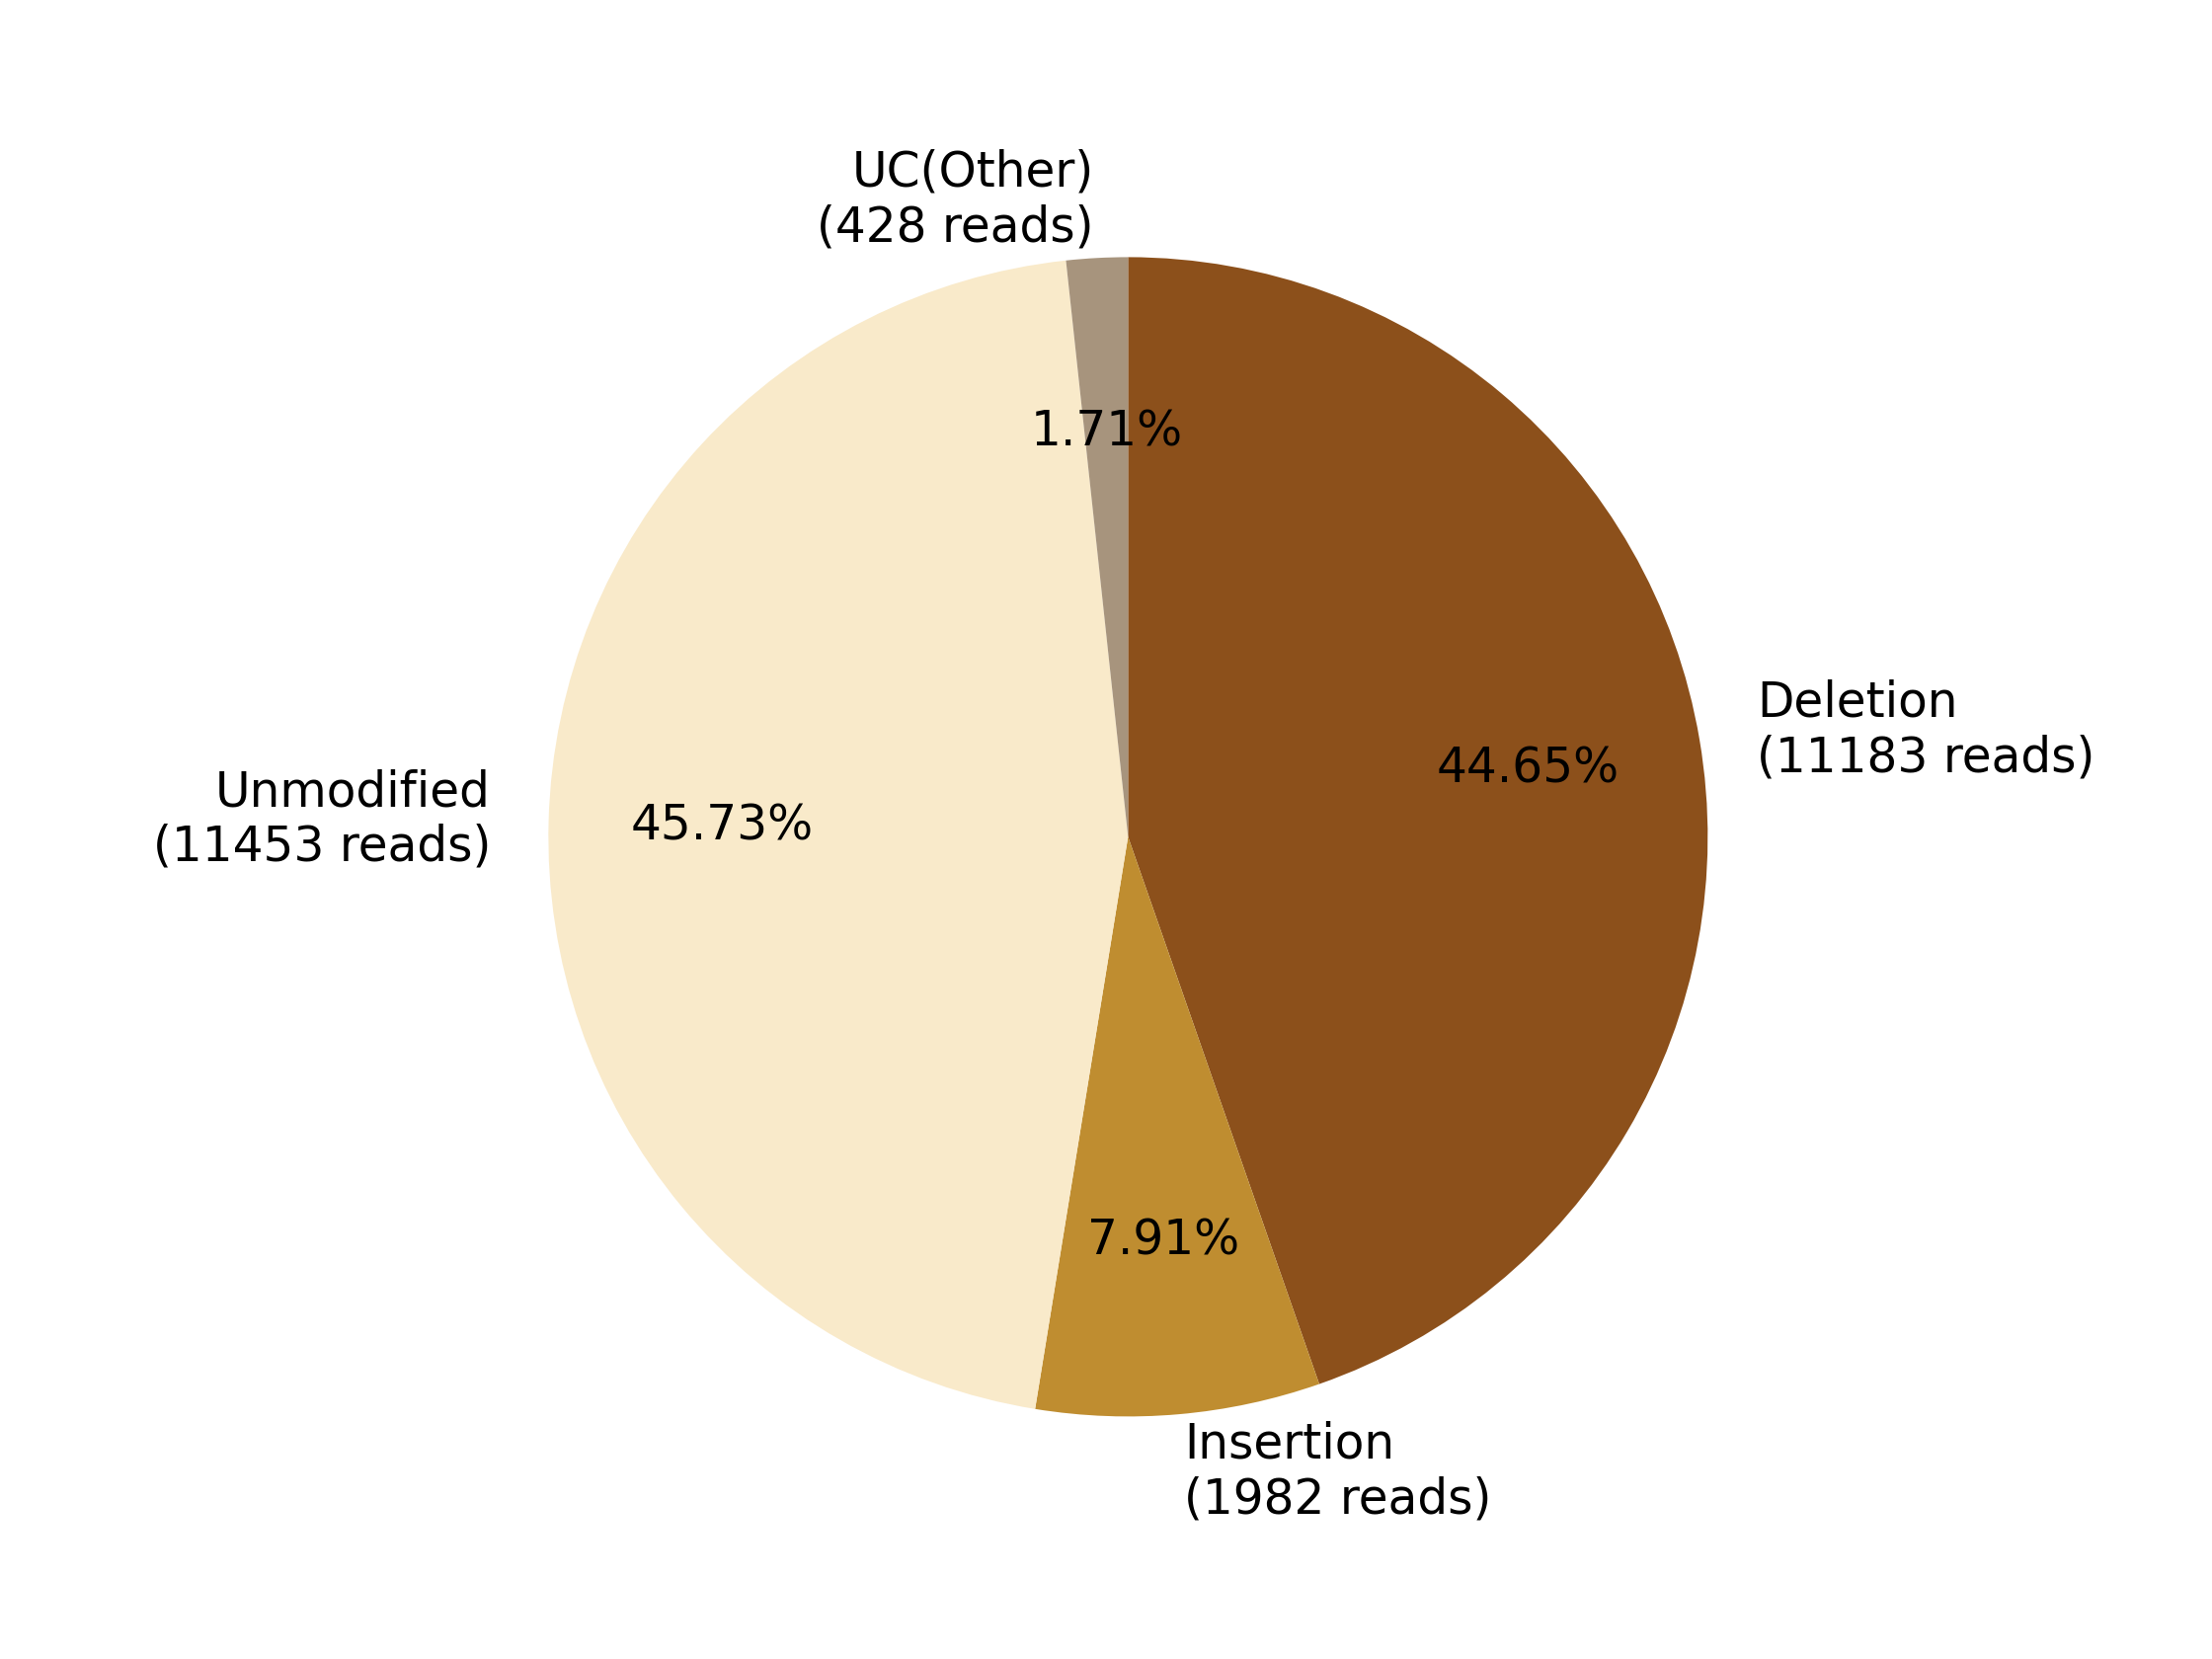 UC(Other)
(428 reads)
1.71%
Deletion
(11183 reads)
44.65%
Unmodified
(11453 reads)
45.73%
7.91%
Insertion
(1982 reads)